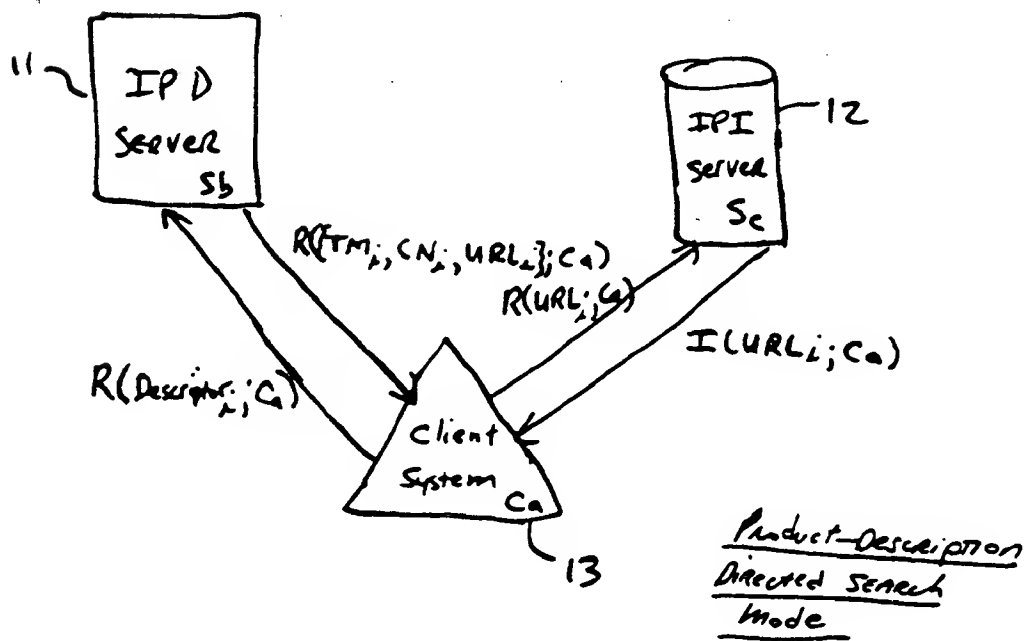 11
IPD
Server
Sb
IPI
server
Sc
12
R({TMi, CNi, URLi}; Ca)
R(URLi; Ca)
I(URLi; Ca)
R(Descriptori; Ca)
Client
System
Ca
13
Product-Description
Directed Search
Mode